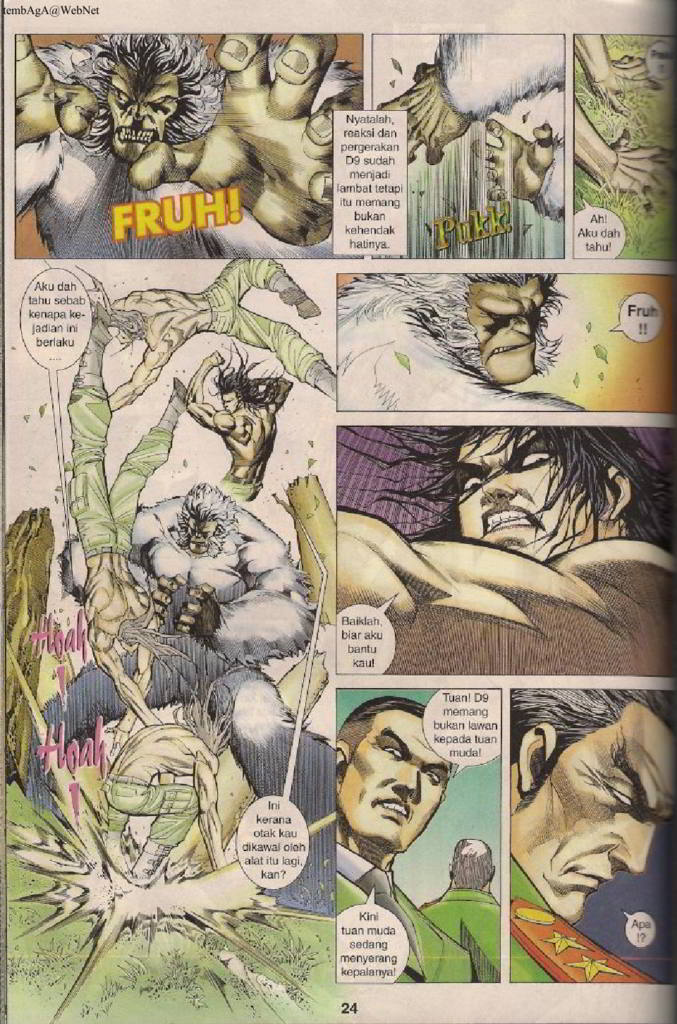 tembAgA@WebNet
FRUH!
Nyatalah,
reaksi dan
pergerakan
D9 sudah
menjadi
lambat tetapi
itu memang
bukan
kehendak
hatinya.
Pukk!
Fruh
!!
Ah!
Aku dah
tahu!
Aku dah
tahu sebab
kenapa ke-
jadian ini
berlaku
....
Fruh
!!
Hoah
!
Hoah
!
Ini
kerana
otak kau
dikawal oleh
alat itu lagi,
kan?
Baiklah,
biar aku
bantu
kau!
Tuan! D9
memang
bukan lawan
kepada tuan
muda!
Kini
tuan muda
sedang
menyerang
kepalanya!
Apa
!?
24